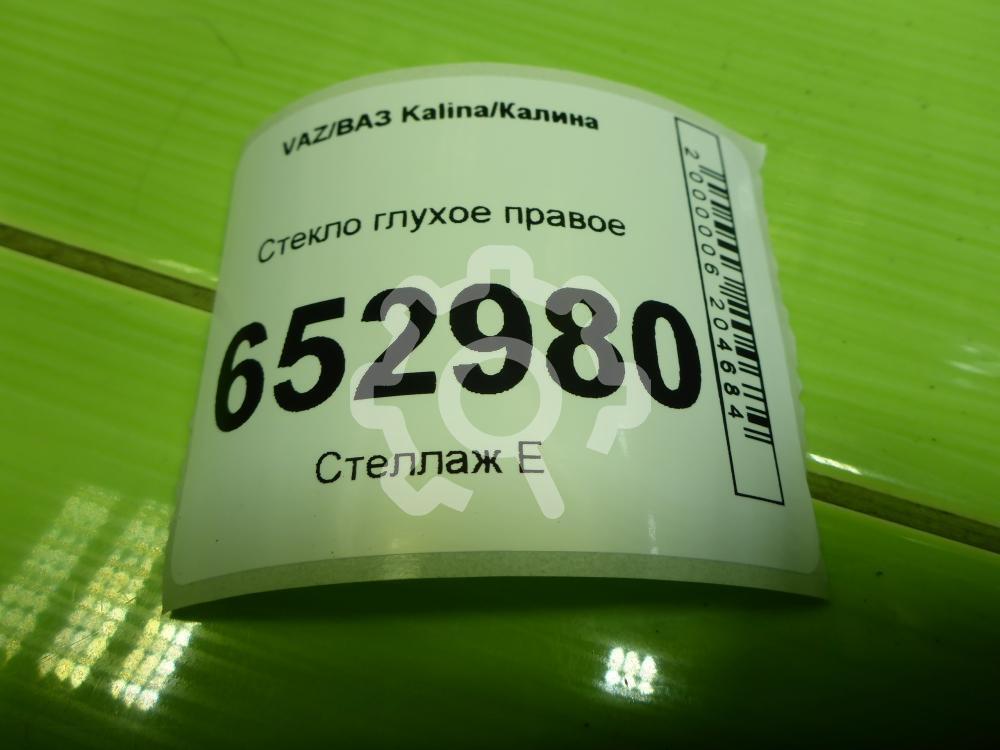 VAZ/ВАЗ Kalina/Калина
Стекло глухое правое
652980
Стеллаж E
2000006204684